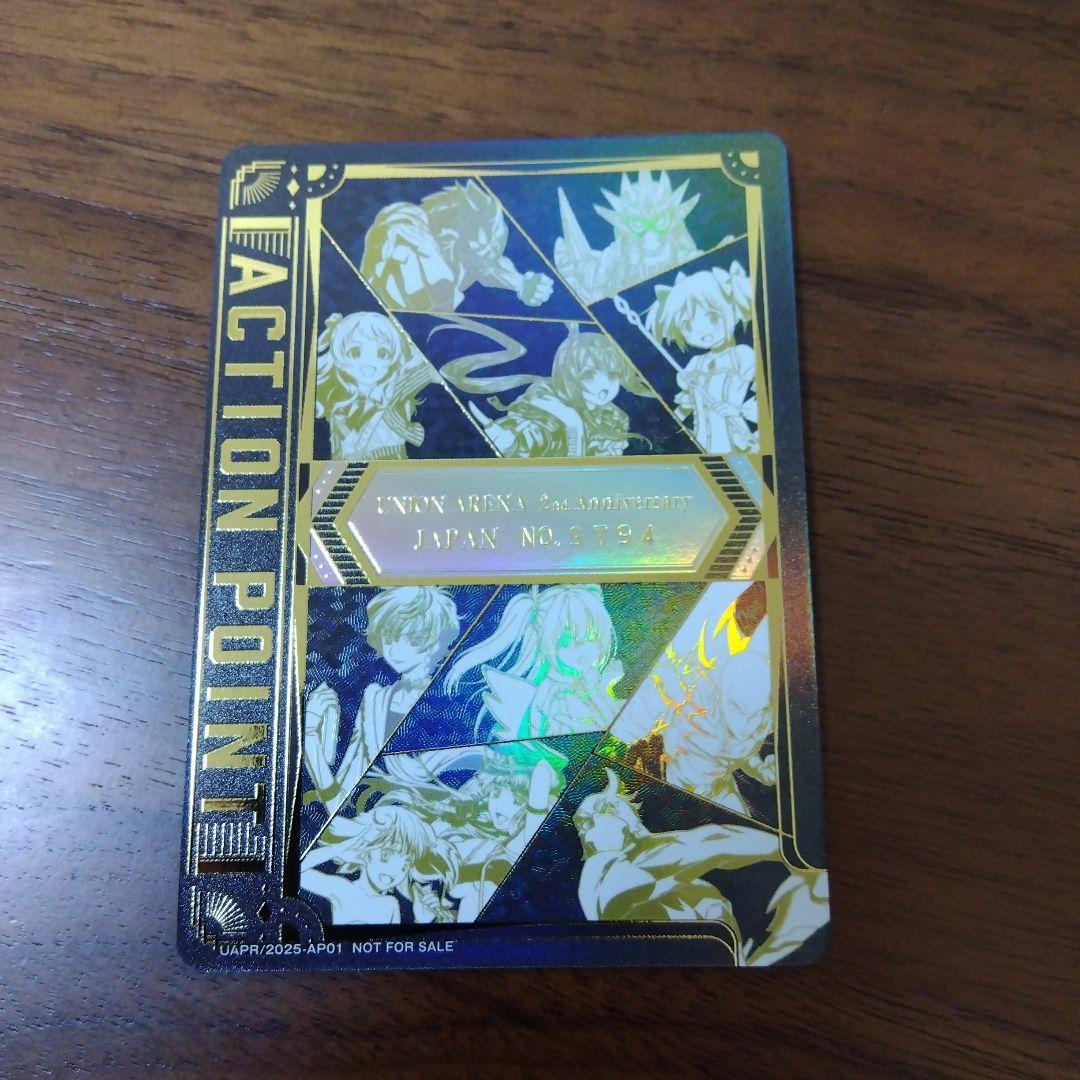 ACTION POINT
UNION ARENA 2nd Anniversary
JAPAN NO. 9794
UAPR/2025-AP01 NOT FOR SALE